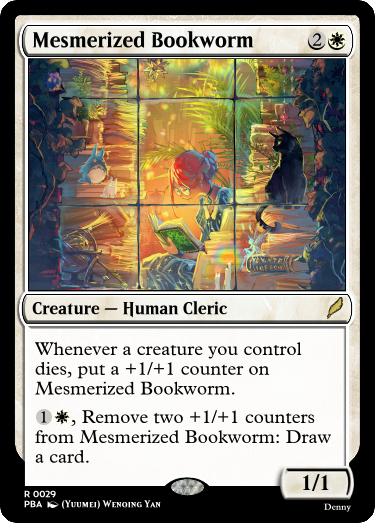 Mesmerized Bookworm 2
Creature — Human Cleric
Whenever a creature you control
dies, put a +1/+1 counter on
Mesmerized Bookworm.
1, Remove two +1/+1 counters
from Mesmerized Bookworm: Draw
a card.
1/1
R 0029
PBA (Yuumei) Wenqing Yan
Denny